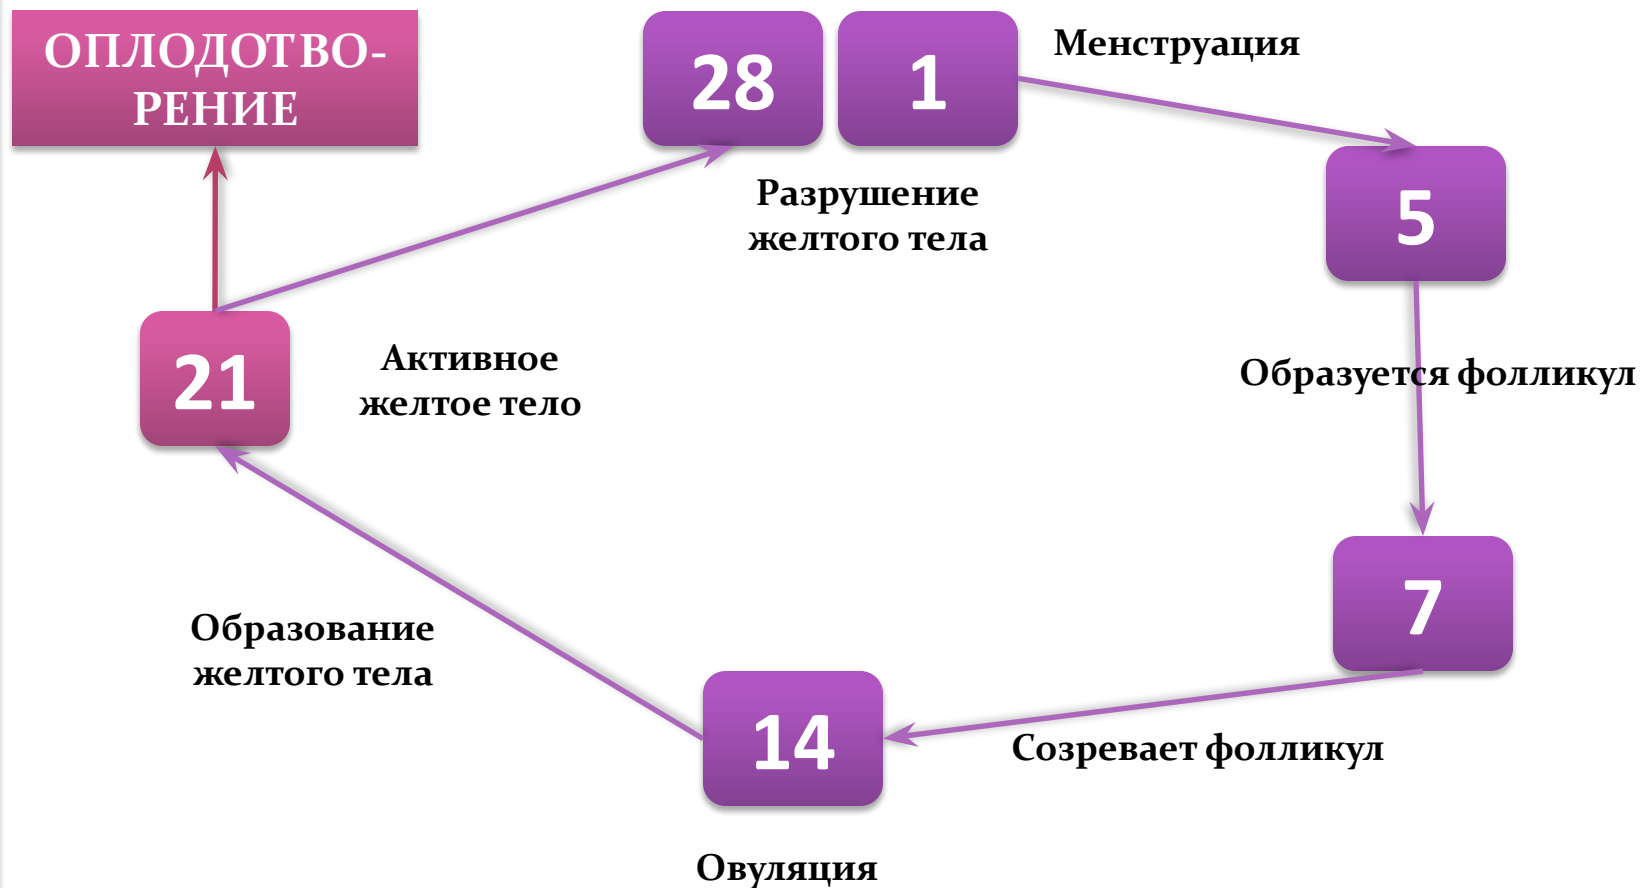 ОПЛОДОТВО-
РЕНИЕ
28
1
Менструация
5
Разрушение
желтого тела
21
Активное
желтое тело
Образуется фолликул
7
Образование
желтого тела
14
Созревает фолликул
Овуляция